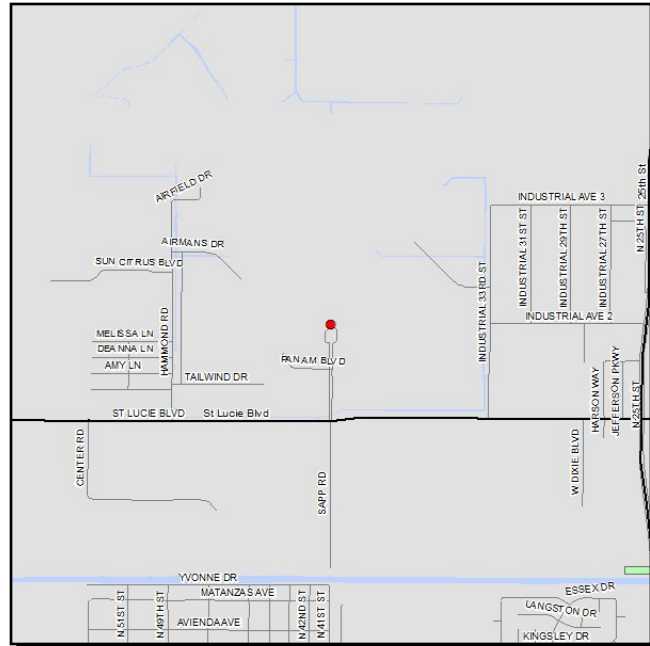 AIRFIELD DR
INDUSTRIAL AVE 3
N 25TH ST
25th St
INDUSTRIAL 31ST ST
INDUSTRIAL 29TH ST
INDUSTRIAL 27TH ST
AIRMANS DR
SUN CITRUS BLVD
INDUSTRIAL 33RD ST
HAMMOND RD
INDUSTRIAL AVE 2
MELISSA LN
DEANNA LN
AMY LN
PAN AM BLVD
TAILWIND DR
HARSON WAY
JEFFERSON PKWY
N 25TH ST
ST LUCIE BLVD
St Lucie Blvd
CENTER RD
SAPP RD
W DIXIE BLVD
YVONNE DR
MATANZAS AVE
ESSEX DR
N 51ST ST
N 49TH ST
N 42ND ST
N 41ST ST
LANGSTON DR
AVIENDA AVE
KINGSLEY DR